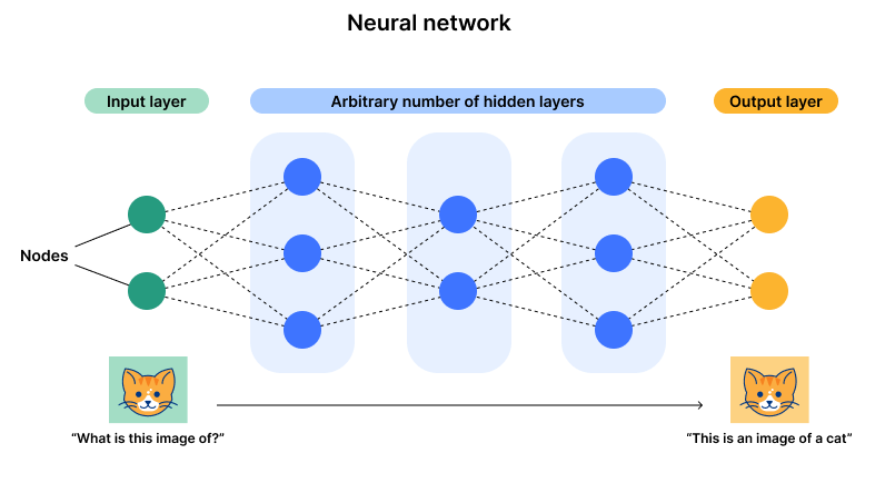 Neural network
Input layer
Arbitrary number of hidden layers
Output layer
Nodes
“What is this image of?”
“This is an image of a cat”